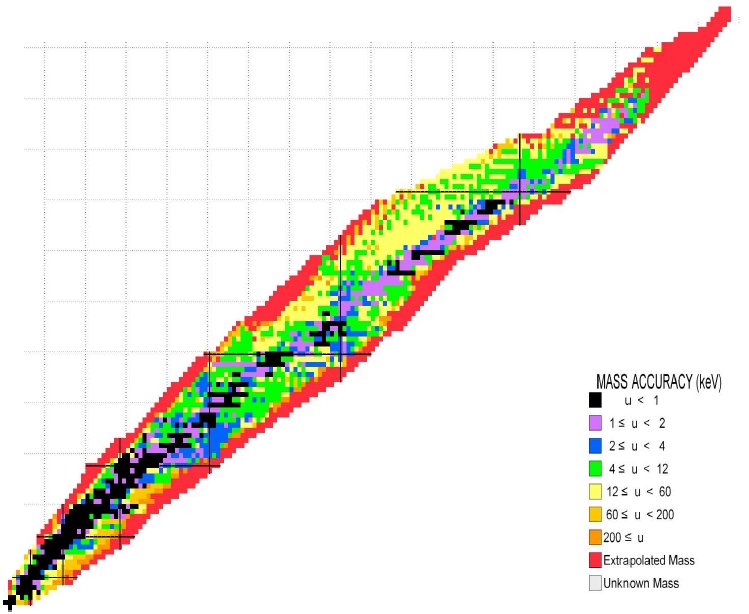 MASS ACCURACY (keV)
u < 1
1 ≤ u < 2
2 ≤ u < 4
4 ≤ u < 12
12 ≤ u < 60
60 ≤ u <200
200 ≤ u
Extrapolated Mass
Unknown Mass